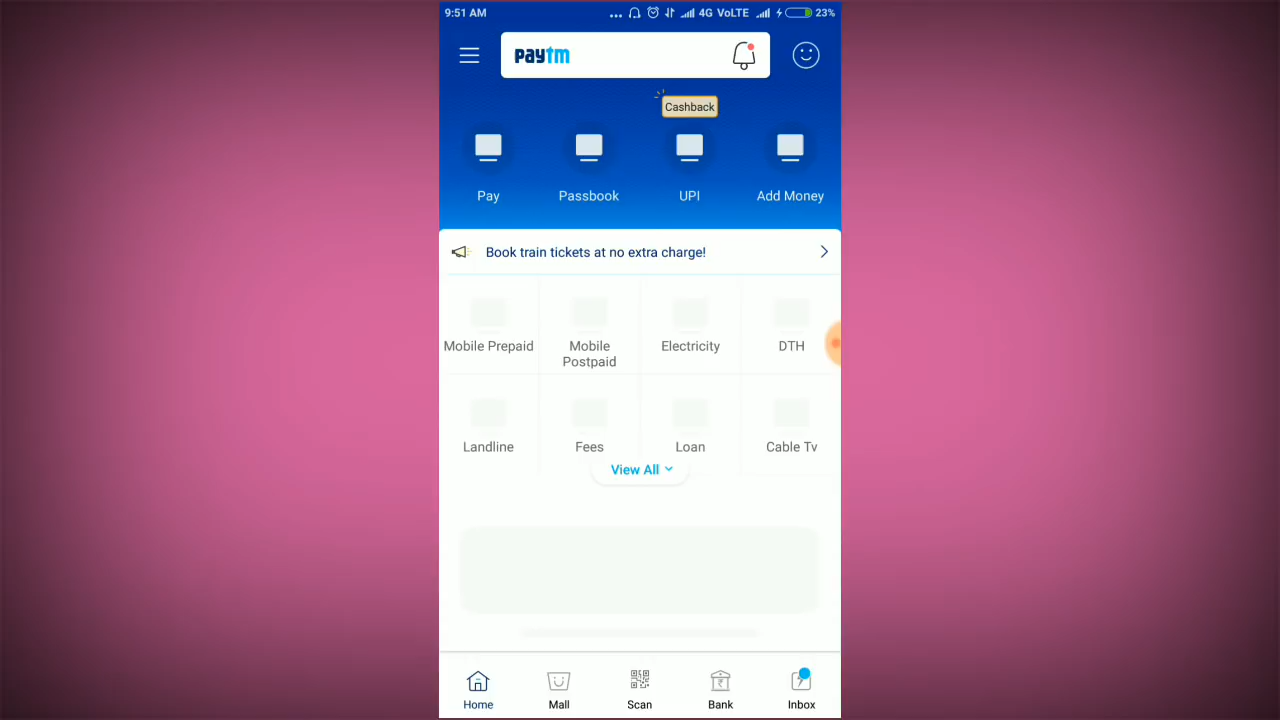 9:51 AM
4G VoLTE
23%
paytm
Cashback
Pay
Passbook
UPI
Add Money
Book train tickets at no extra charge!
Mobile Prepaid
Mobile
Postpaid
Electricity
DTH
Landline
Fees
Loan
Cable Tv
View All
Home
Mall
Scan
Bank
Inbox